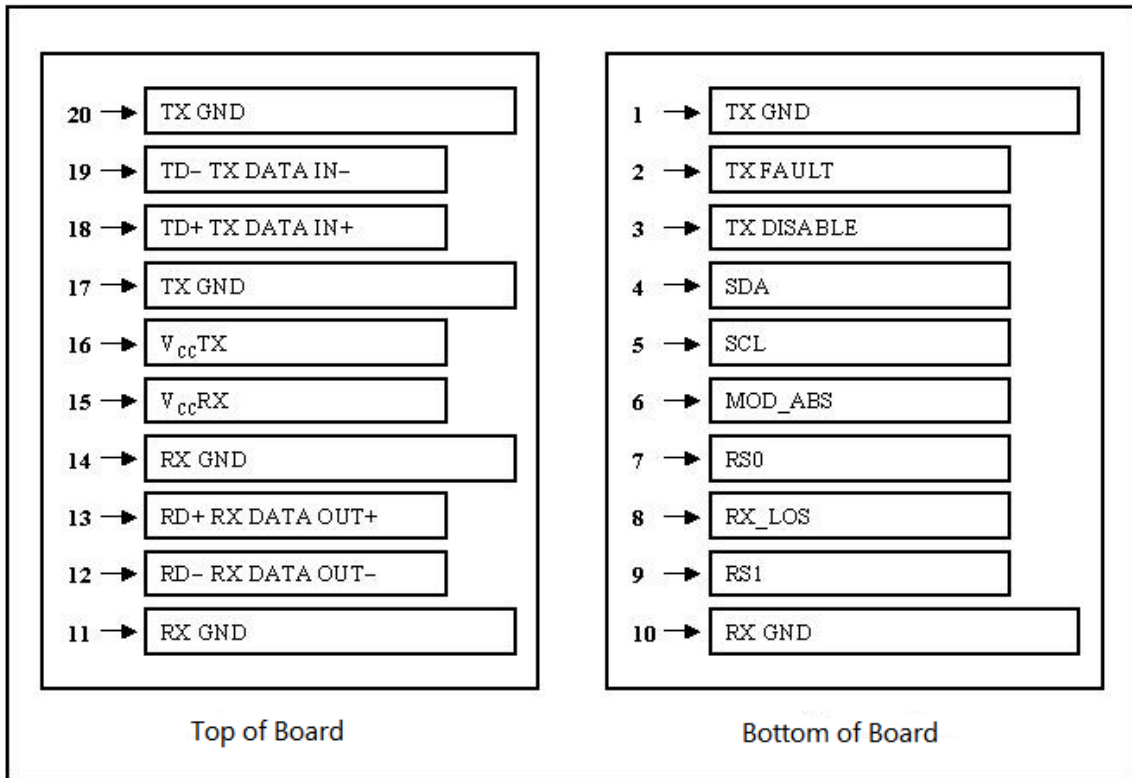 20 TX GND
19 TD− TX DATA IN−
18 TD+ TX DATA IN+
17 TX GND
16 VCCTX
15 VCCRX
14 RX GND
13 RD+ RX DATA OUT+
12 RD− RX DATA OUT−
11 RX GND
Top of Board
1 TX GND
2 TX FAULT
3 TX DISABLE
4 SDA
5 SCL
6 MOD_ABS
7 RS0
8 RX_LOS
9 RS1
10 RX GND
Bottom of Board